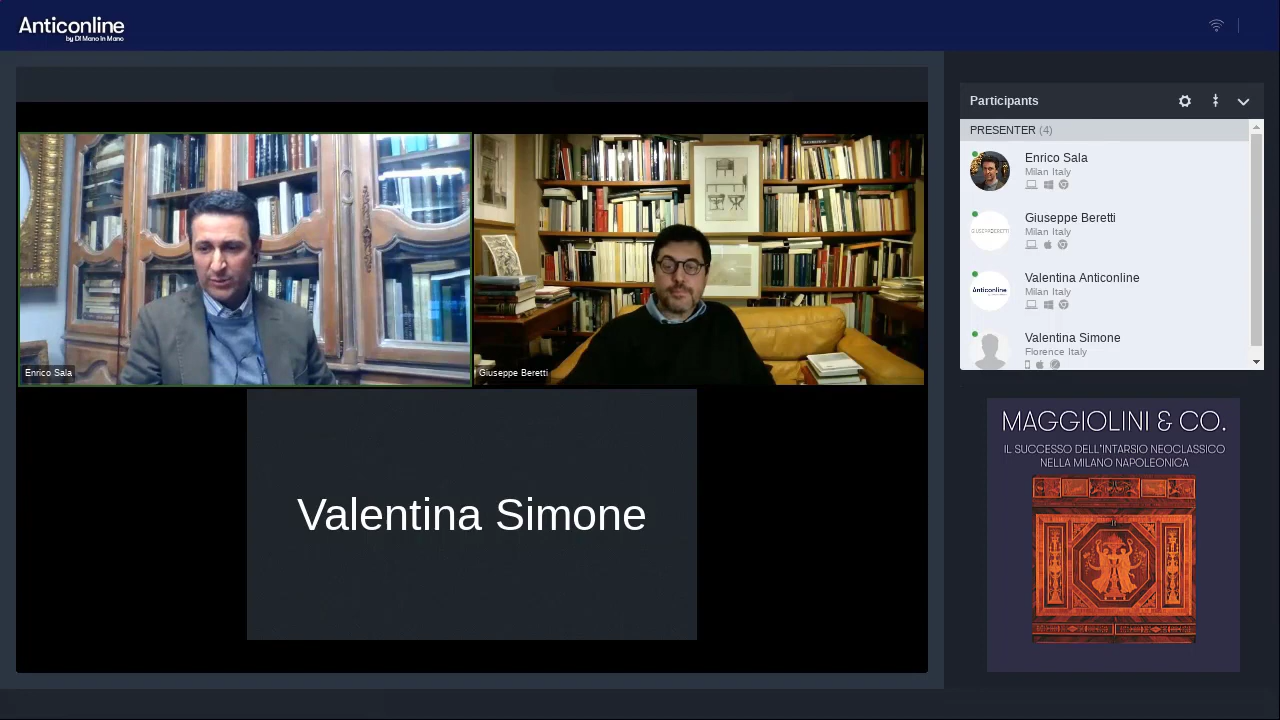 Anticonline
by Di Mano In Mano
Enrico Sala
Giuseppe Beretti
Valentina Simone
Participants
PRESENTER (4)
Enrico Sala
Milan Italy
Giuseppe Beretti
Milan Italy
GIUSEPPEBERETTI
Valentina Anticonline
Milan Italy
Anticonline
Valentina Simone
Florence Italy
MAGGIOLINI & CO.
IL SUCCESSO DELL'INTARSIO NEOCLASSICO
NELLA MILANO NAPOLEONICA